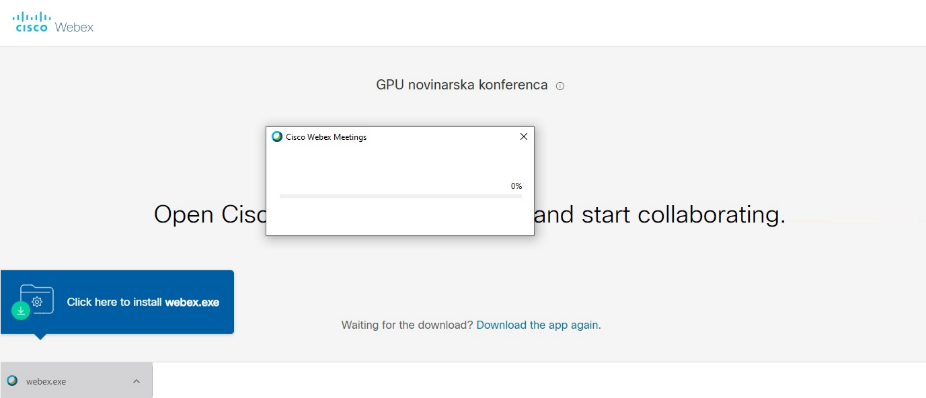 CISCO Webex
GPU novinarska konferenca
Cisco Webex Meetings
0%
Open Cisc and start collaborating.
Click here to install webex.exe
Waiting for the download? Download the app again.
webex.exe